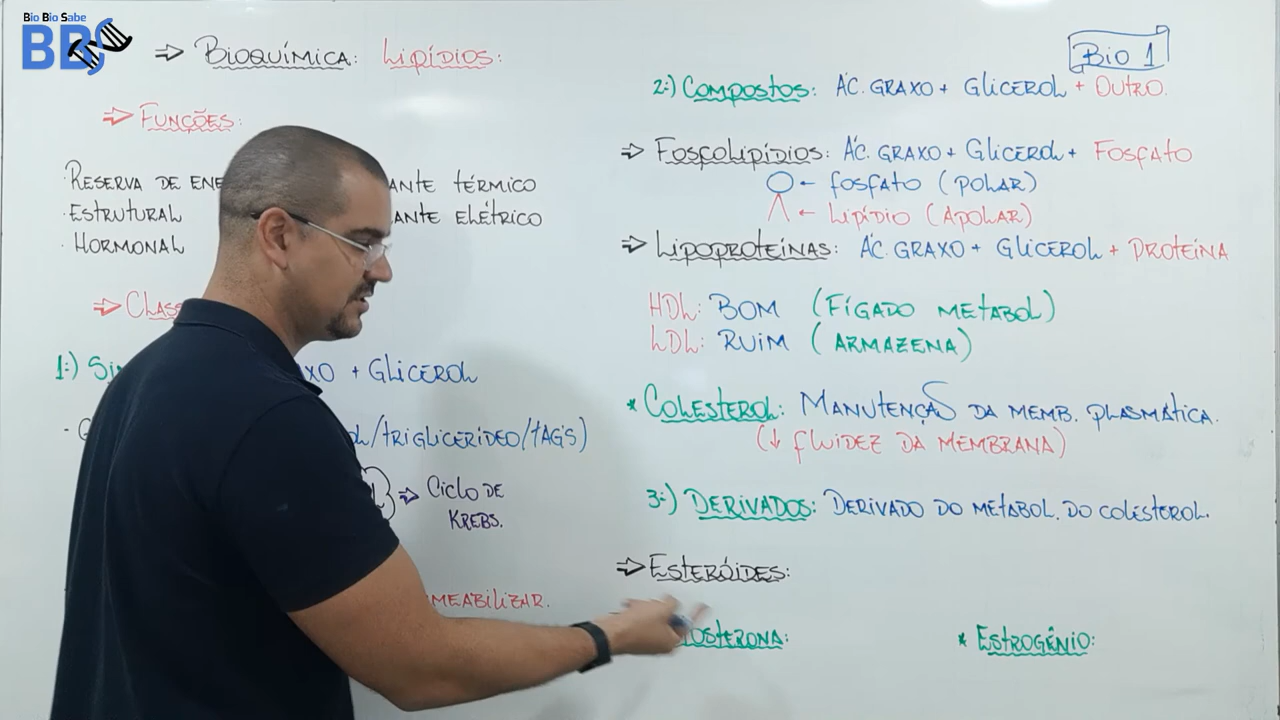 Bio Bio Sabe
BBS
⇒ BIOQUÍMICA: LIPÍDIOS:
⇒ FUNÇÕES:
·RESERVA DE ENE
ANTE TÉRMICO
·ESTRUTURAL
ANTE ELÉTRICO
· HORMONAL
⇒ CLASS
1:) Sim
XO + GLICEROL
OL/TRIGLICERÍDEO/TAG'S)
⇒ CICLO DE
KREBS.
MEABILIZAR.
BIO 1
2:) COMPOSTOS: ÁC. GRAXO + GLICEROL + OUTRO.
⇒ FOSFOLIPÍDIOS: ÁC. GRAXO + GLICEROL + FOSFATO
← FOSFATO (POLAR)
← LIPÍDIO (APOLAR)
⇒ LIPOPROTEÍNAS: ÁC. GRAXO + GLICEROL + PROTEÍNA
HDL: BOM (FÍGADO METABOL)
LDL: RUIM (ARMAZENA)
* COLESTEROL: MANUTENÇÃO DA MEMB. PLASMÁTICA.
(↓ FLUIDEZ DA MEMBRANA)
3:) DERIVADOS: DERIVADO DO METABOL. DO COLESTEROL.
⇒ ESTERÓIDES:
TOSTERONA:
* ESTROGÊNIO: